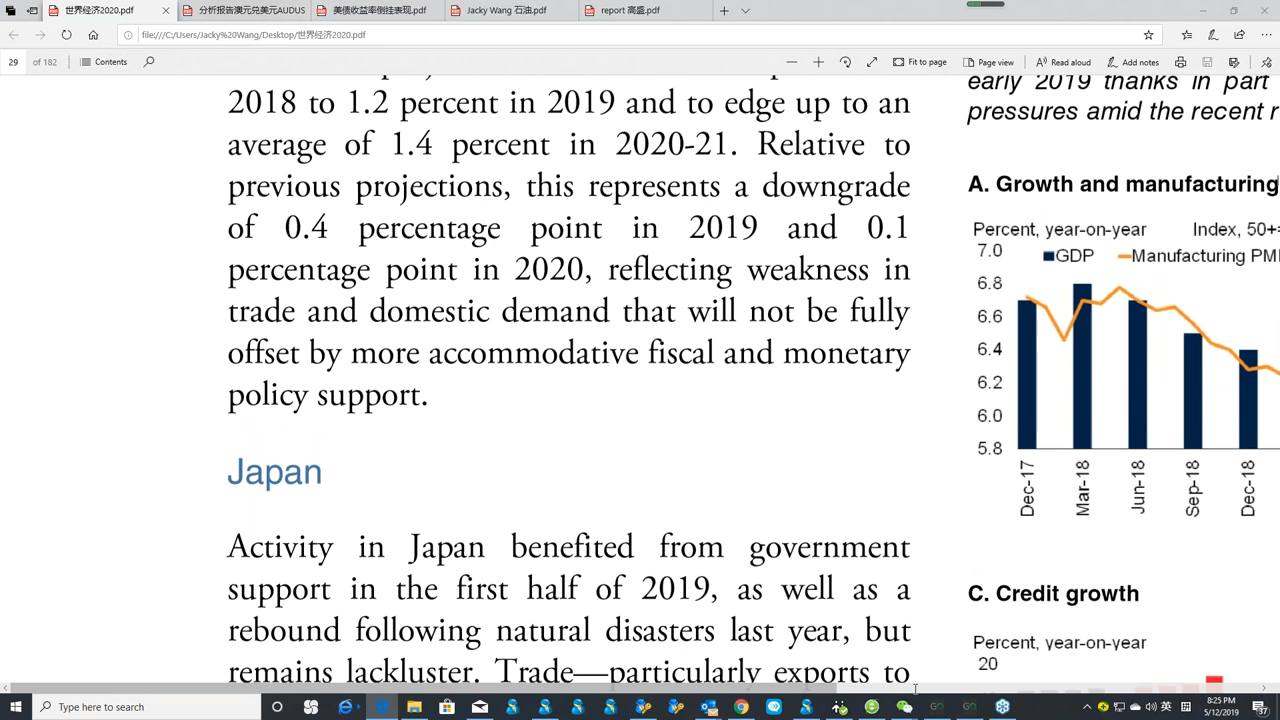 世界经济2020.pdf
分析报告澳元兑美元AUDUS
美债收益率倒挂表现.pdf
Jacky Wang 石油.pdf
report 高盛.pdf
file:///C:/Users/Jacky%20Wang/Desktop/世界经济2020.pdf
29 of 182
Contents
Fit to page
Page view
Read aloud
Add notes
2018 to 1.2 percent in 2019 and to edge up to an
average of 1.4 percent in 2020-21. Relative to
previous projections, this represents a downgrade
of 0.4 percentage point in 2019 and 0.1
percentage point in 2020, reflecting weakness in
trade and domestic demand that will not be fully
offset by more accommodative fiscal and monetary
policy support.
Japan
Activity in Japan benefited from government
support in the first half of 2019, as well as a
rebound following natural disasters last year, but
remains lackluster. Trade—particularly exports to
early 2019 thanks in part
pressures amid the recent r
A. Growth and manufacturing
Percent, year-on-year
Index, 50+=
7.0
GDP
Manufacturing PMI
6.8
6.6
6.4
6.2
6.0
5.8
Dec-17
Mar-18
Jun-18
Sep-18
Dec-18
C. Credit growth
Percent, year-on-year
20
Type here to search
英
8:25 PM
5/12/2019